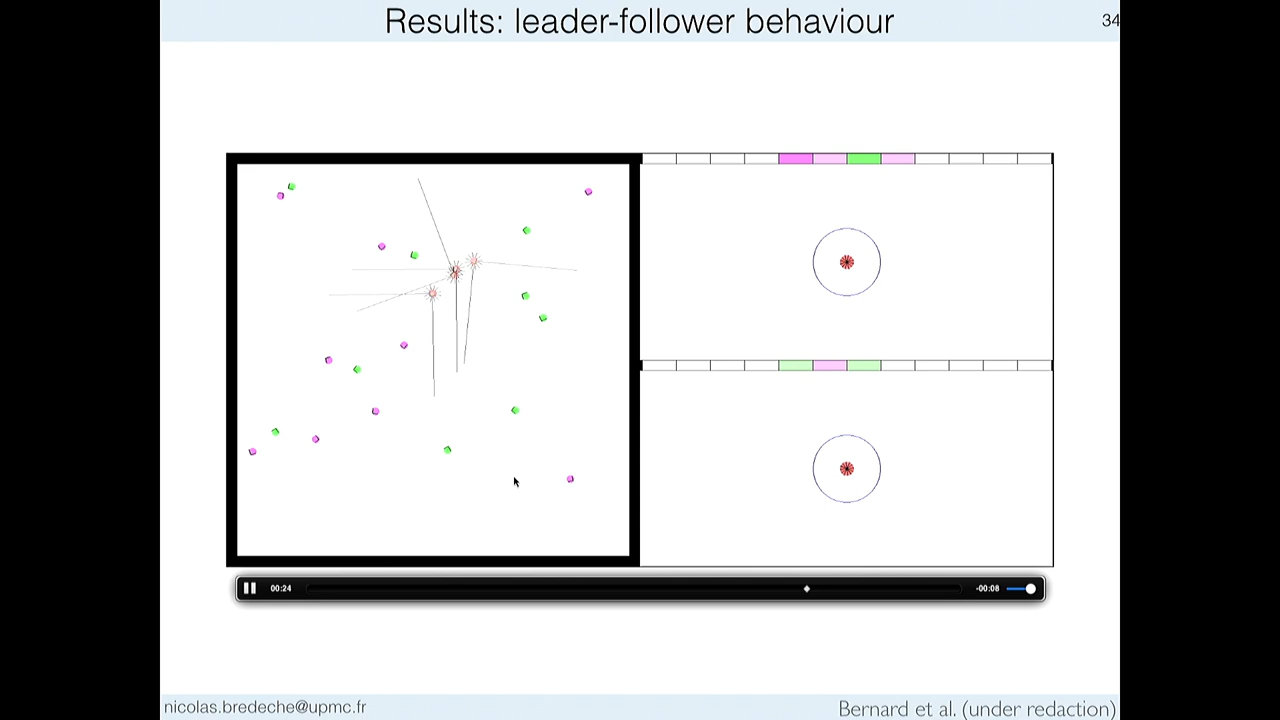 Results: leader-follower behaviour
34
00:24
-00:08
nicolas.bredeche@upmc.fr
Bernard et al. (under redaction)